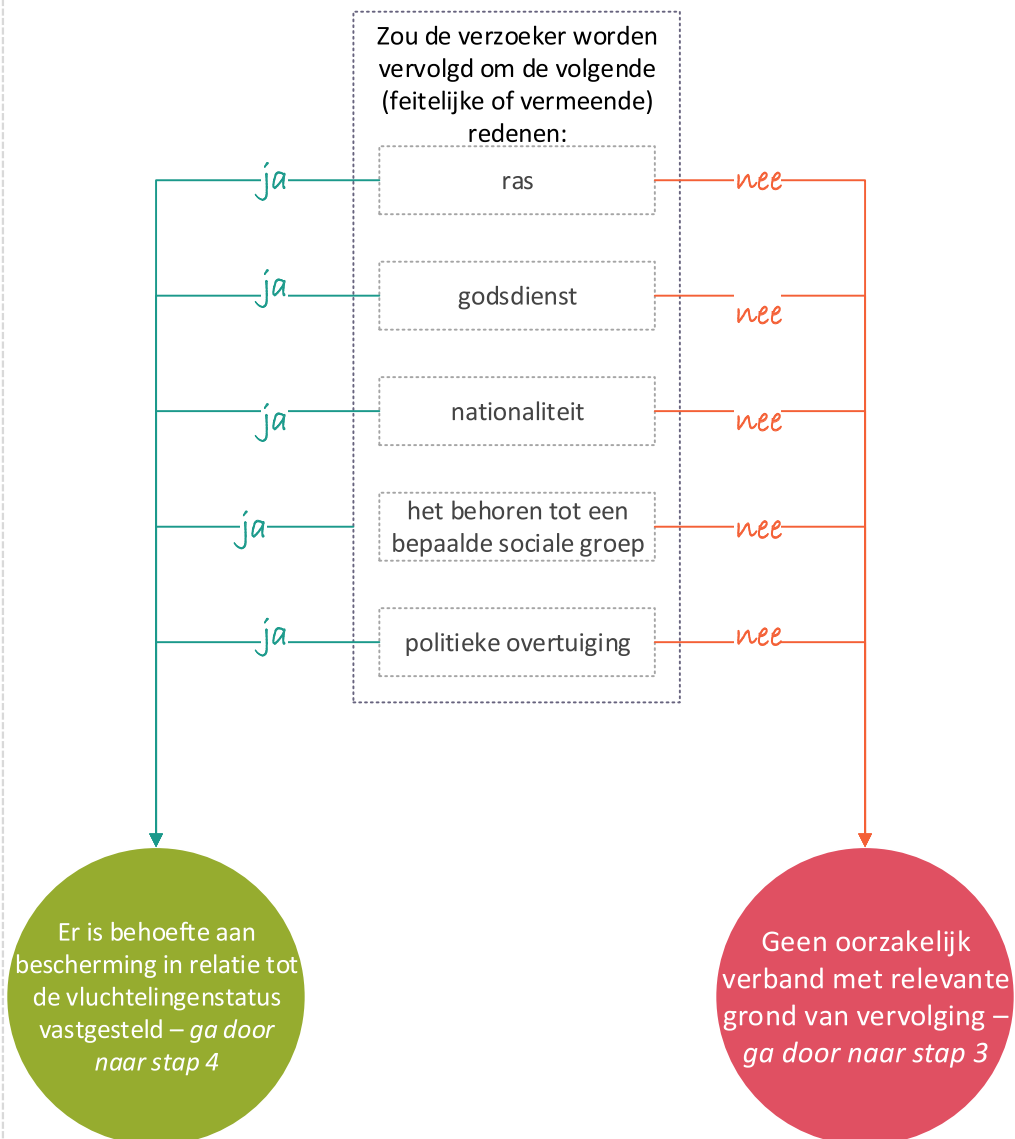 Zou de verzoeker worden
vervolgd om de volgende
(feitelijke of vermeende)
redenen:
ja
ras
nee
ja
godsdienst
nee
ja
nationaliteit
nee
ja
het behoren tot een
bepaalde sociale groep
nee
ja
politieke overtuiging
nee
Er is behoefte aan
bescherming in relatie tot
de vluchtelingenstatus
vastgesteld – ga door
naar stap 4
Geen oorzakelijk
verband met relevante
grond van vervolging –
ga door naar stap 3